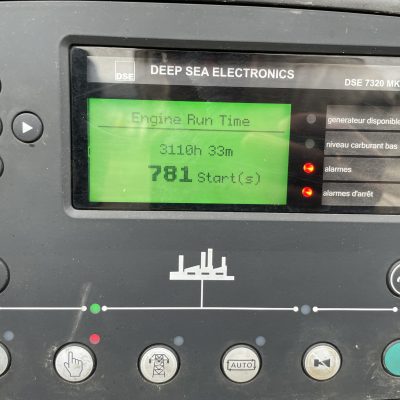 DSE
DEEP SEA ELECTRONICS
DSE 7320 MK
Engine Run Time
3110h 33m
781 Start(s)
generateur disponible
niveau carburant bas
alarmes
alarmes d'arrêt
AUTO